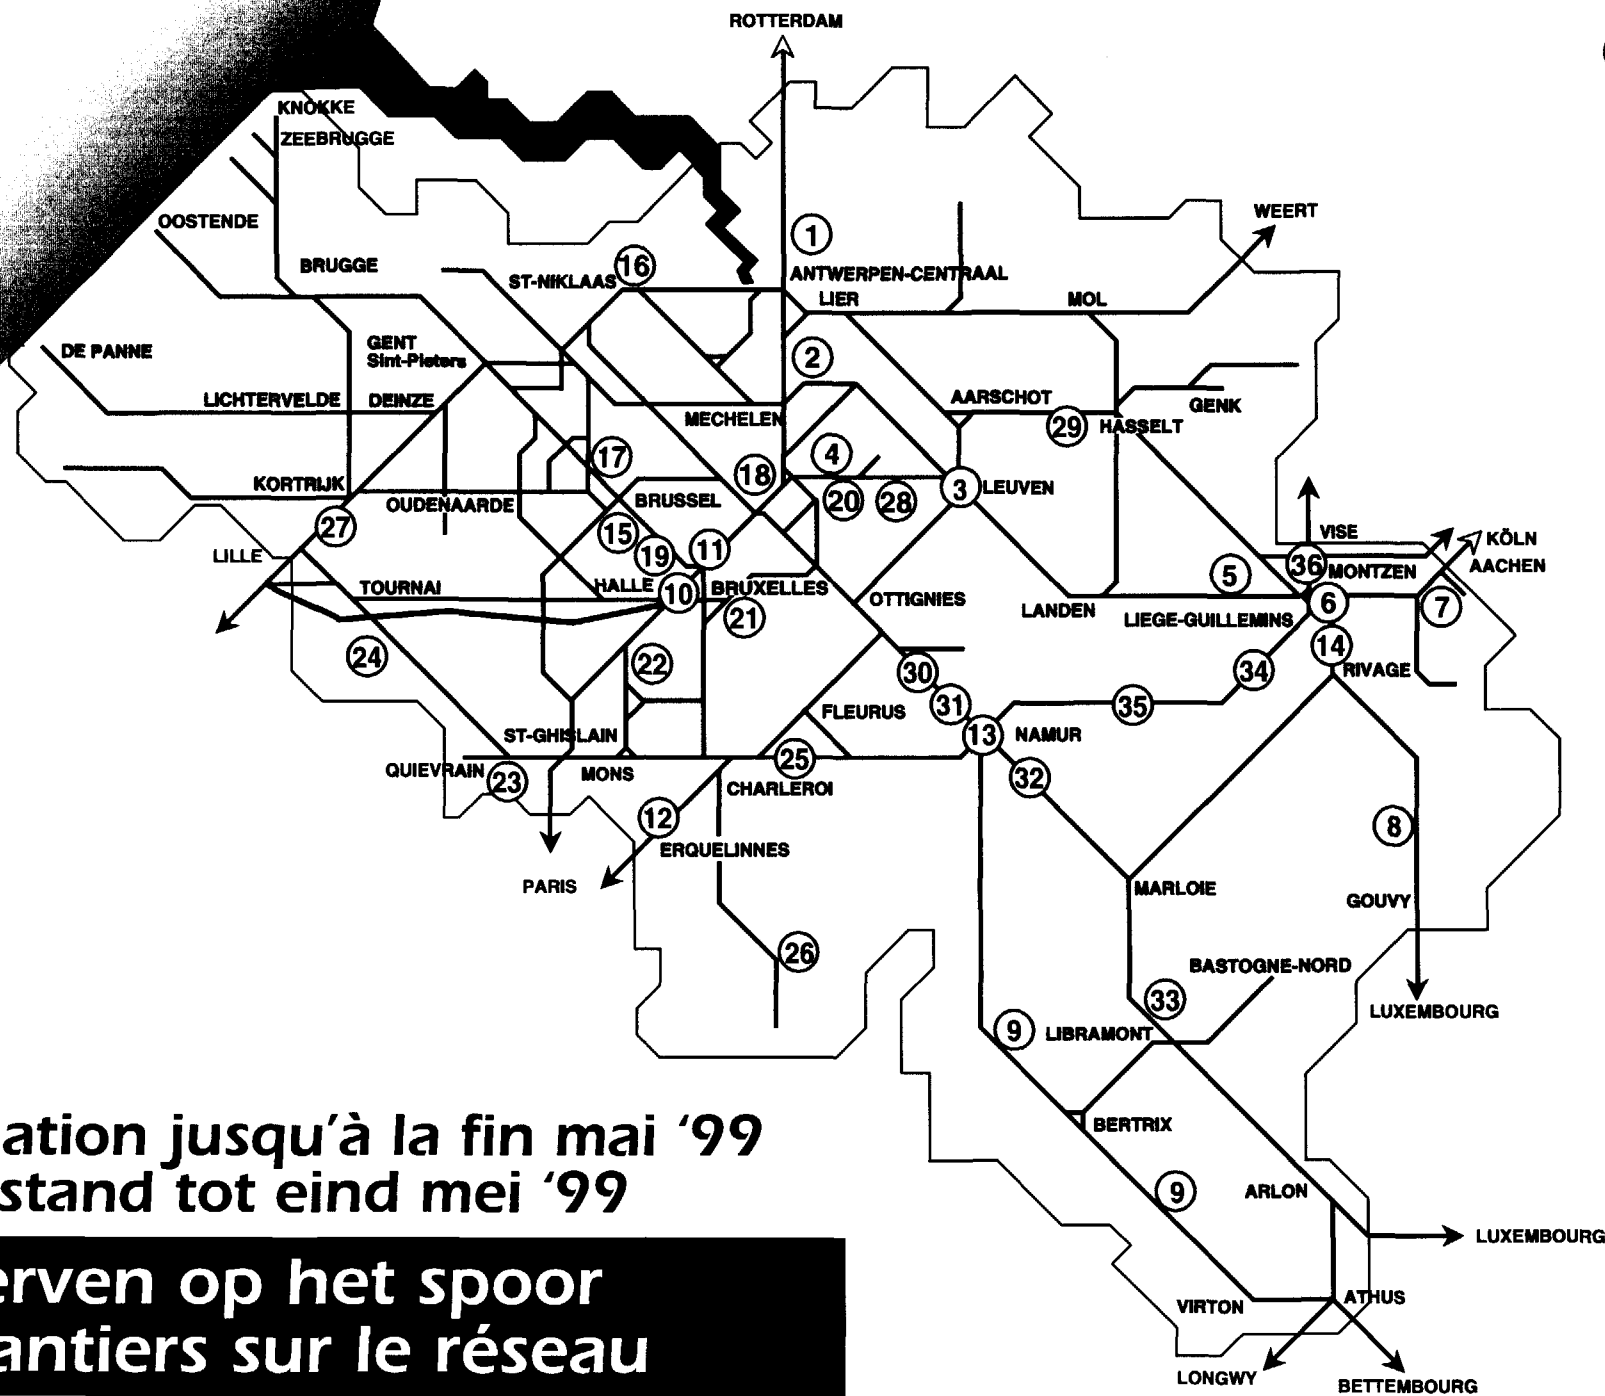 ROTTERDAM
KNOKKE
ZEEBRUGGE
OOSTENDE
WEERT
BRUGGE
1
16
ST-NIKLAAS
ANTWERPEN-CENTRAAL
LIER
MOL
DE PANNE
GENT
Sint-Pieters
2
LICHTERVELDE
DEINZE
AARSCHOT
GENK
MECHELEN
29
HASSELT
17
4
18
KORTRIJK
OUDENAARDE
BRUSSEL
20
28
3
LEUVEN
27
15
19
11
VISE
KÖLN
LILLE
36
MONTZEN
AACHEN
TOURNAI
HALLE
10
BRUXELLES
5
OTTIGNIES
LANDEN
6
7
21
LIEGE-GUILLEMINS
24
22
14
30
34
RIVAGE
31
35
FLEURUS
ST-GHISLAIN
13
NAMUR
25
QUIEVRAIN
23
MONS
CHARLEROI
32
12
8
ERQUELINNES
PARIS
MARLOIE
GOUVY
26
BASTOGNE-NORD
33
LUXEMBOURG
9
LIBRAMONT
BERTRIX
ation jusqu'à la fin mai '99
stand tot eind mei '99
9
ARLON
LUXEMBOURG
erven op het spoor
antiers sur le réseau
VIRTON
ATHUS
LONGWY
BETTEMBOURG